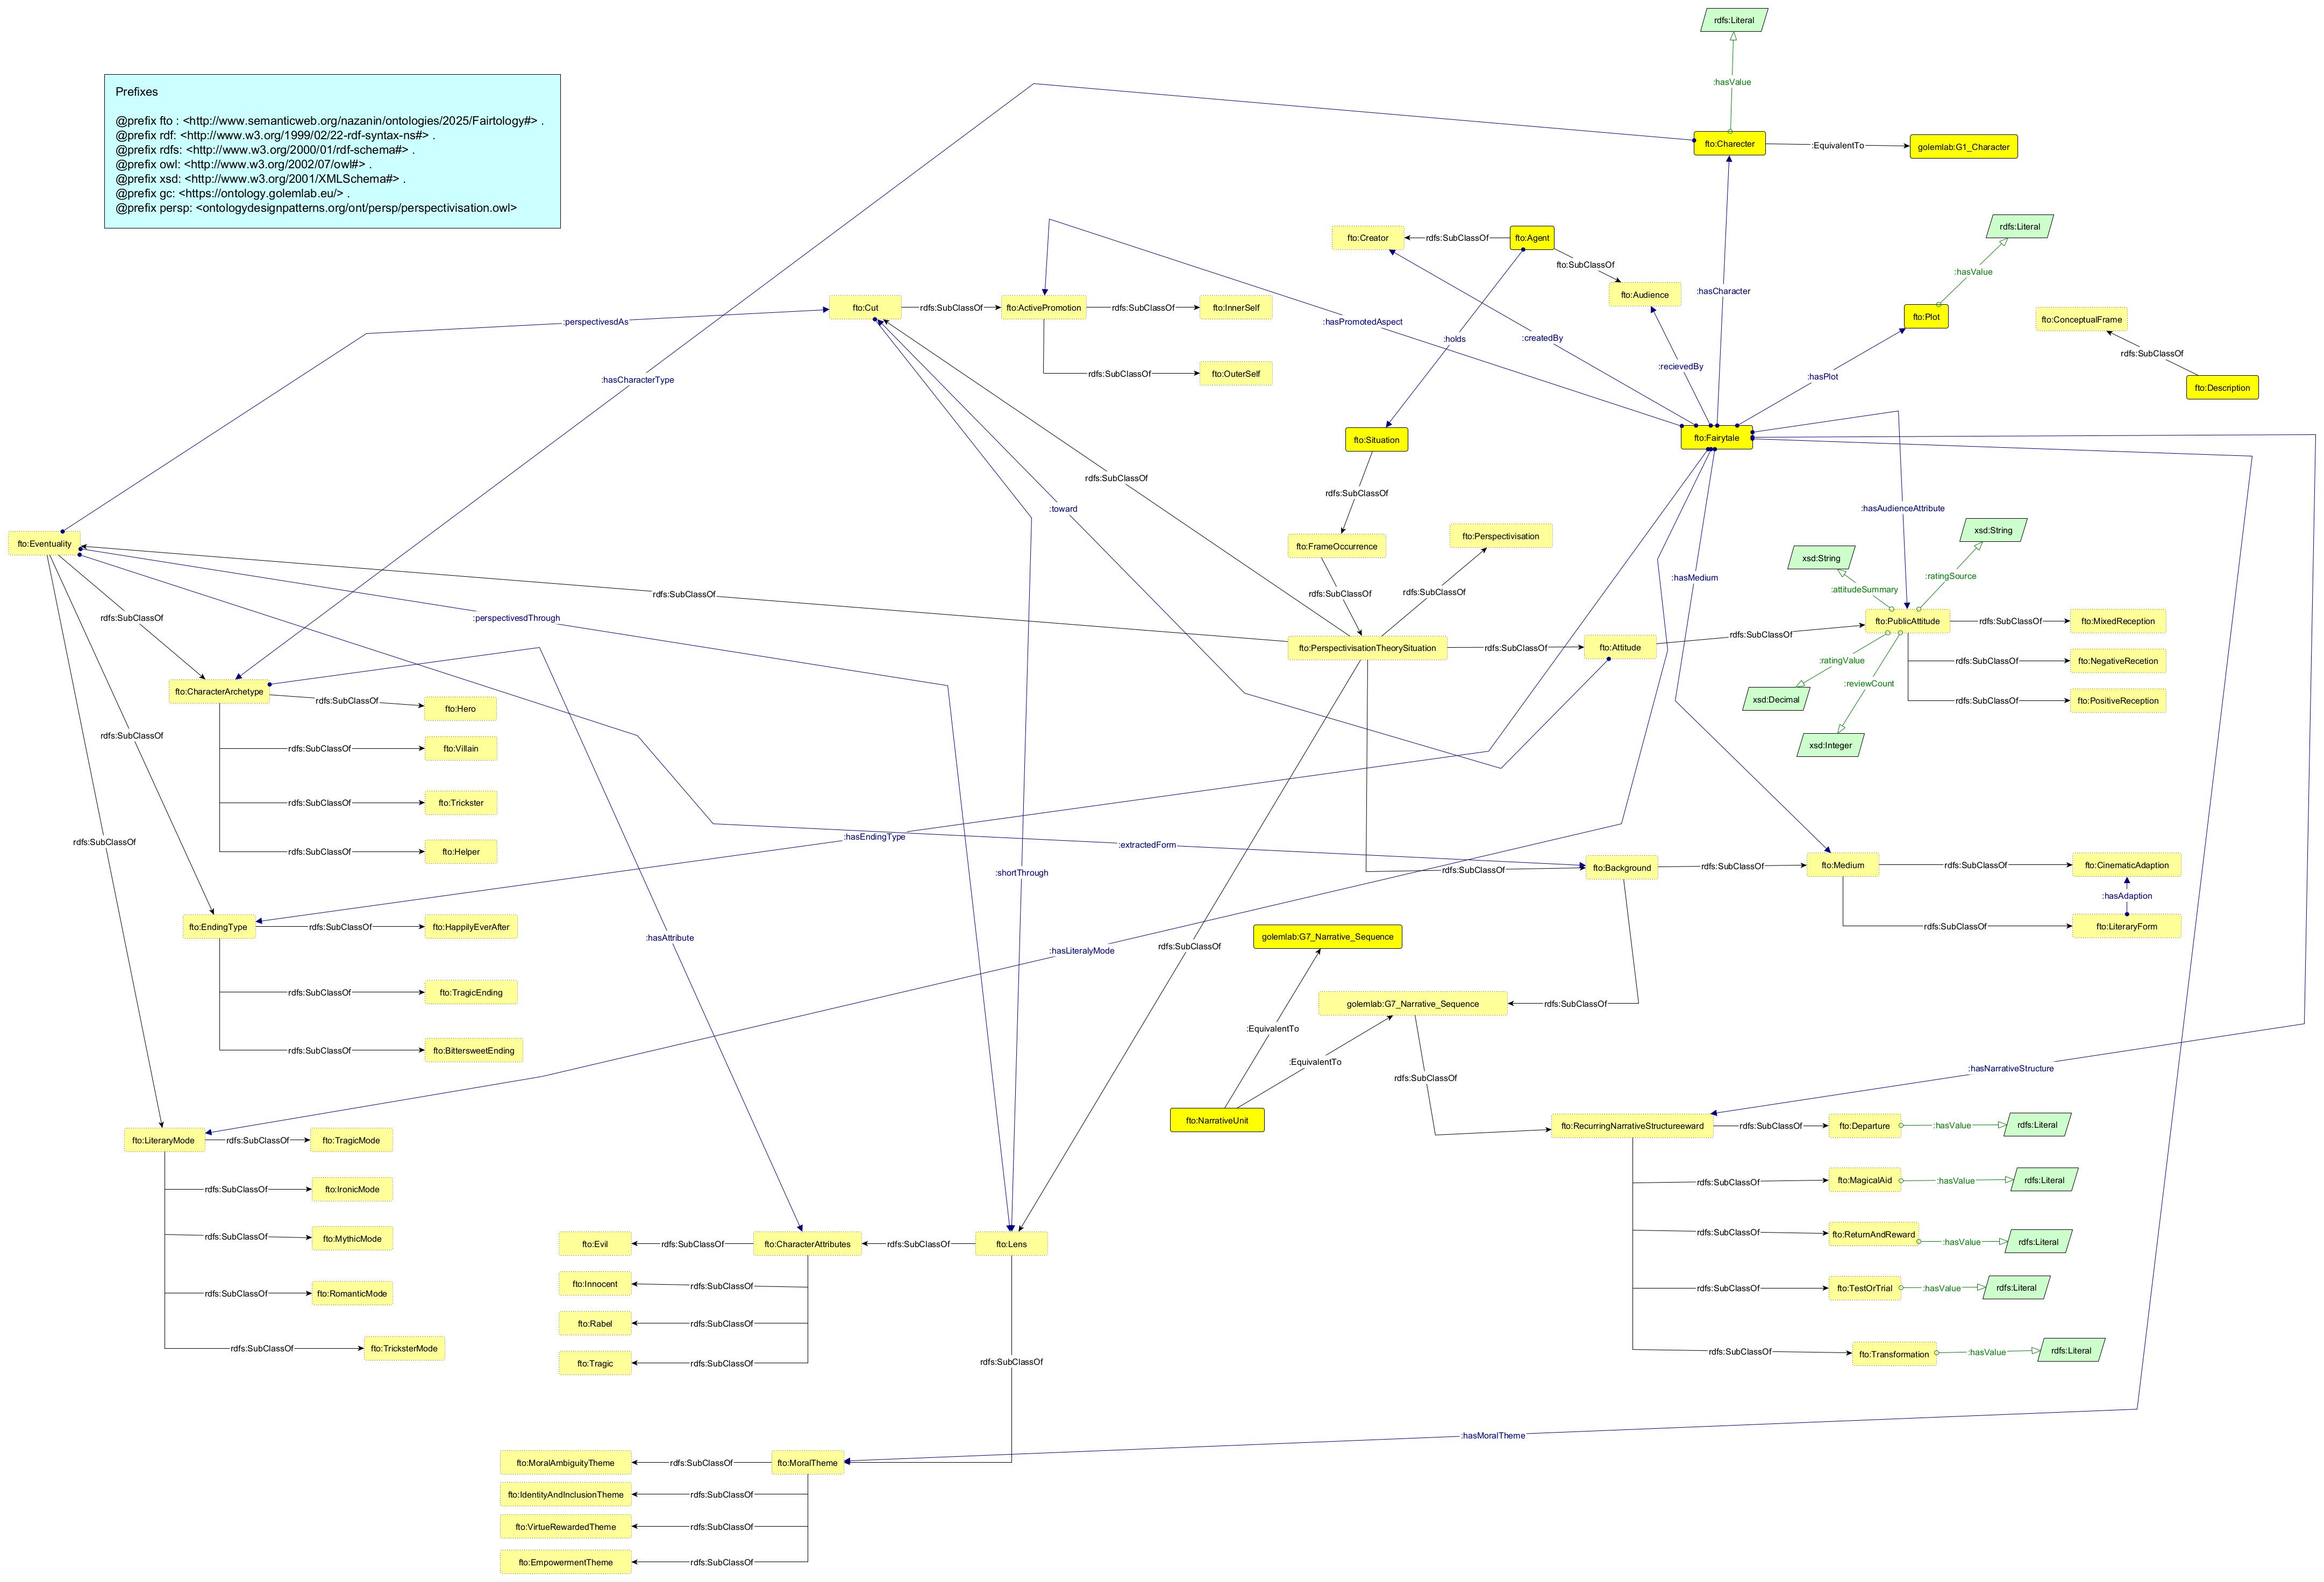 rdfs:Literal
:hasValue
Prefixes
@prefix fto : <http://www.semanticweb.org/nazanin/ontologies/2025/Fairtology#> .
@prefix rdf: <http://www.w3.org/1999/02/22-rdf-syntax-ns#> .
@prefix rdfs: <http://www.w3.org/2000/01/rdf-schema#> .
@prefix owl: <http://www.w3.org/2002/07/owl#> .
@prefix xsd: <http://www.w3.org/2001/XMLSchema#> .
@prefix gc: <https://ontology.golemlab.eu/> .
@prefix persp: <ontologydesignpatterns.org/ont/persp/perspectivisation.owl>
fto:Charecter
:EquivalentTo
golemlab:G1_Character
rdfs:Literal
fto:Creator
rdfs:SubClassOf
fto:Agent
fto:SubClassOf
:hasValue
fto:Audience
:hasCharacter
fto:Cut
rdfs:SubClassOf
fto:ActivePromotion
rdfs:SubClassOf
fto:InnerSelf
fto:Plot
fto:ConceptualFrame
:perspectivesdAs
:hasPromotedAspect
:holds
:createdBy
rdfs:SubClassOf
:recievedBy
:hasCharacterType
rdfs:SubClassOf
fto:OuterSelf
:hasPlot
fto:Description
fto:Situation
fto:Fairytale
rdfs:SubClassOf
rdfs:SubClassOf
:toward
:hasAudienceAttribute
xsd:String
fto:Eventuality
fto:FrameOccurrence
fto:Perspectivisation
xsd:String
:hasMedium
:ratingSource
:attitudeSummary
rdfs:SubClassOf
rdfs:SubClassOf
rdfs:SubClassOf
rdfs:SubClassOf
:perspectivesdThrough
fto:PublicAttitude
rdfs:SubClassOf
fto:MixedReception
rdfs:SubClassOf
fto:PerspectivisationTheorySituation
rdfs:SubClassOf
fto:Attitude
:ratingValue
rdfs:SubClassOf
fto:NegativeRecetion
:reviewCount
fto:CharacterArchetype
rdfs:SubClassOf
fto:Hero
xsd:Decimal
rdfs:SubClassOf
fto:PositiveReception
rdfs:SubClassOf
rdfs:SubClassOf
fto:Villain
xsd:Integer
rdfs:SubClassOf
fto:Trickster
rdfs:SubClassOf
:hasEndingType
:extractedForm
rdfs:SubClassOf
fto:Helper
:shortThrough
rdfs:SubClassOf
fto:Background
rdfs:SubClassOf
fto:Medium
rdfs:SubClassOf
fto:CinematicAdaption
:hasAdaption
fto:EndingType
rdfs:SubClassOf
fto:HappilyEverAfter
rdfs:SubClassOf
fto:LiteraryForm
:hasAttribute
golemlab:G7_Narrative_Sequence
:hasLiteralyMode
rdfs:SubClassOf
rdfs:SubClassOf
fto:TragicEnding
golemlab:G7_Narrative_Sequence
rdfs:SubClassOf
:EquivalentTo
rdfs:SubClassOf
fto:BittersweetEnding
:EquivalentTo
:hasNarrativeStructure
rdfs:SubClassOf
fto:NarrativeUnit
fto:RecurringNarrativeStructureeward
rdfs:SubClassOf
fto:Departure
:hasValue
rdfs:Literal
fto:LiteraryMode
rdfs:SubClassOf
fto:TragicMode
rdfs:SubClassOf
fto:MagicalAid
:hasValue
rdfs:Literal
rdfs:SubClassOf
fto:IronicMode
rdfs:SubClassOf
fto:MythicMode
rdfs:SubClassOf
fto:ReturnAndReward
:hasValue
rdfs:Literal
fto:Evil
rdfs:SubClassOf
fto:CharacterAttributes
rdfs:SubClassOf
fto:Lens
fto:Innocent
rdfs:SubClassOf
rdfs:SubClassOf
fto:TestOrTrial
:hasValue
rdfs:Literal
rdfs:SubClassOf
fto:RomanticMode
fto:Rabel
rdfs:SubClassOf
rdfs:SubClassOf
fto:TricksterMode
rdfs:SubClassOf
fto:Transformation
:hasValue
rdfs:Literal
fto:Tragic
rdfs:SubClassOf
rdfs:SubClassOf
:hasMoralTheme
fto:MoralAmbiguityTheme
rdfs:SubClassOf
fto:MoralTheme
fto:IdentityAndInclusionTheme
rdfs:SubClassOf
fto:VirtueRewardedTheme
rdfs:SubClassOf
fto:EmpowermentTheme
rdfs:SubClassOf